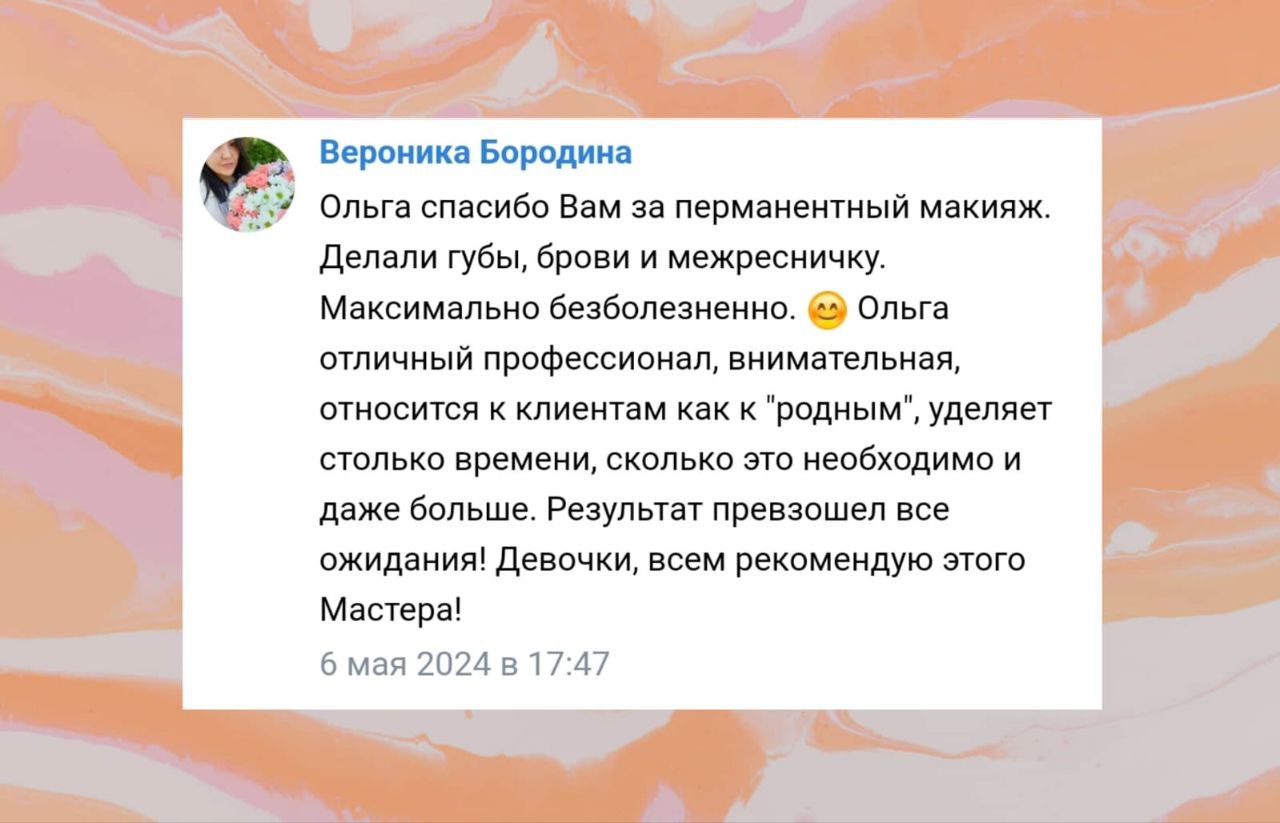 Вероника Бородина
Ольга спасибо Вам за перманентный макияж.
Делали губы, брови и межресничку.
Максимально безболезненно. 😊 Ольга
отличный профессионал, внимательная,
относится к клиентам как к "родным", уделяет
столько времени, сколько это необходимо и
даже больше. Результат превзошел все
ожидания! Девочки, всем рекомендую этого
Мастера!
6 мая 2024 в 17:47